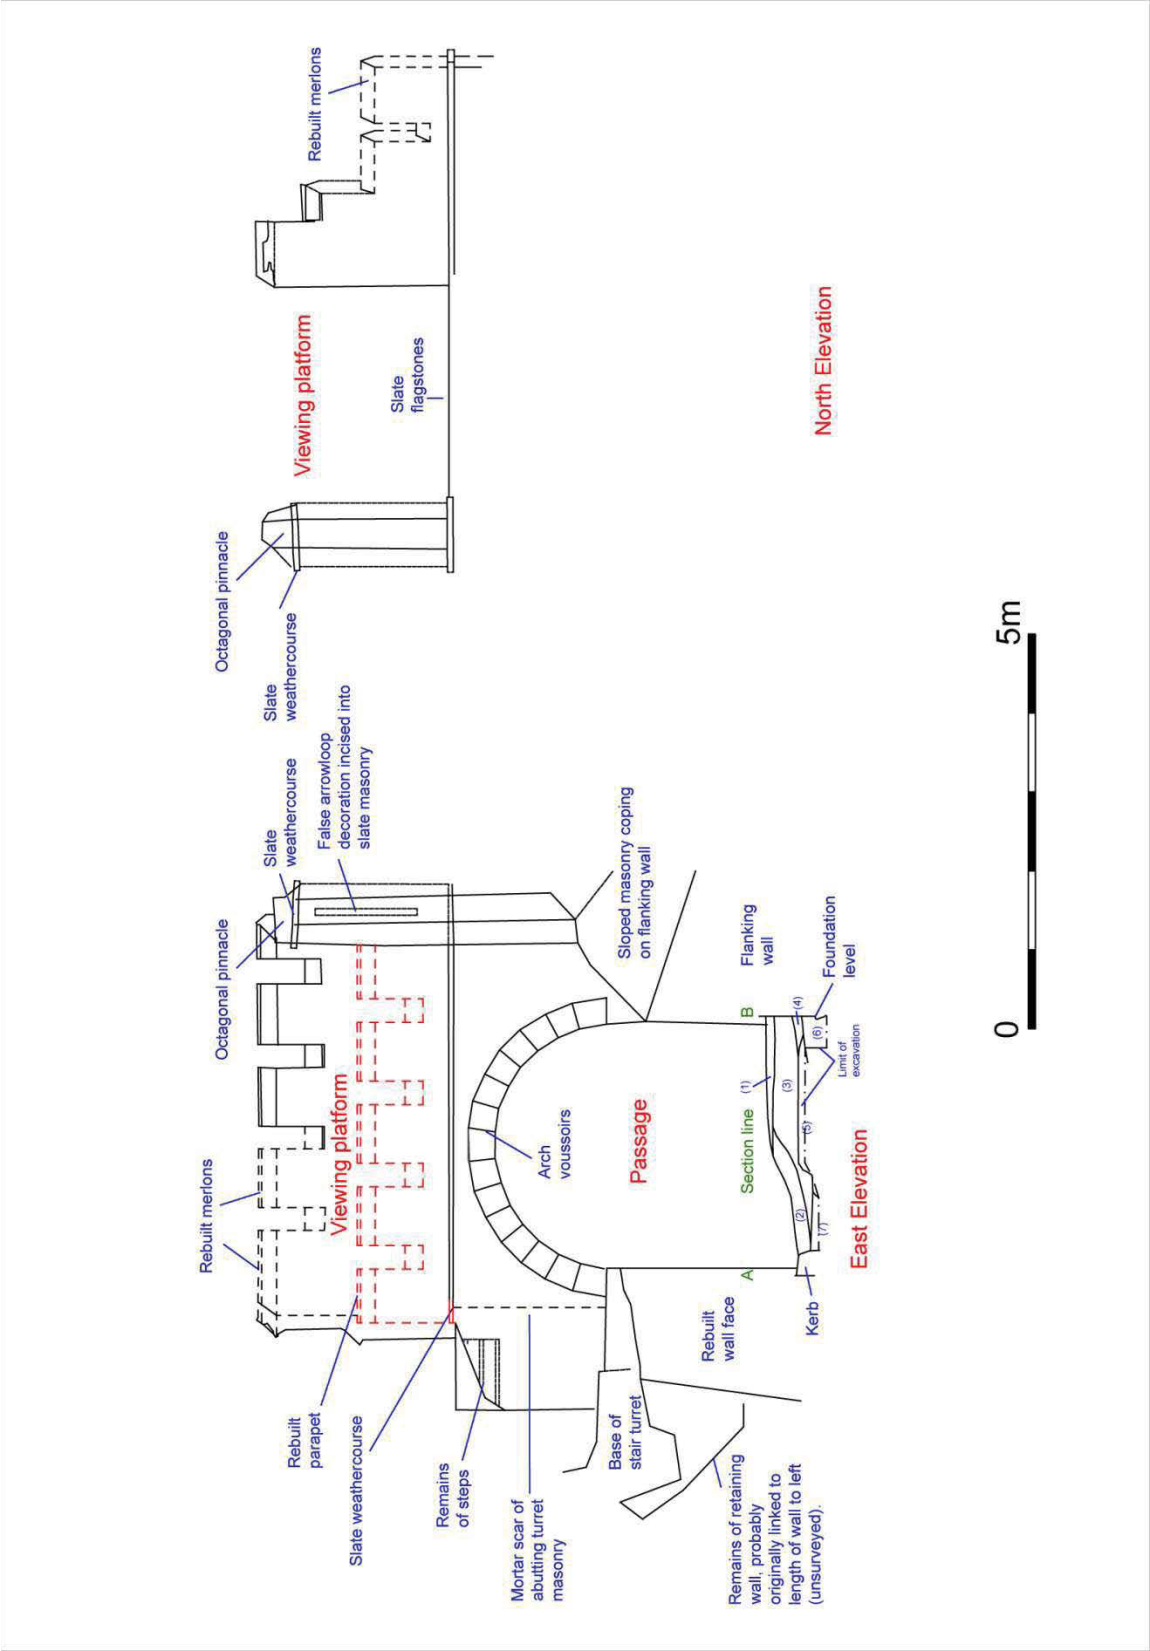 Rebuilt merlons
Octagonal pinnacle
Slate
weathercourse
False arrowloop
decoration incised into
slate masonry
Octagonal pinnacle
Slate
weathercourse
Viewing platform
Slate
flagstones
Rebuilt merlons
Rebuilt
parapet
Viewing platform
Slate weathercourse
Remains
of steps
Mortar scar of
abutting turret
masonry
Arch
voussoirs
Sloped masonry coping
on flanking wall
Base of
stair turret
Passage
Rebuilt
wall face
Remains of retaining
wall, probably
originally linked to
length of wall to left
(unsurveyed).
A
Section line
B
Flanking
wall
(1)
(2)
(3)
(4)
(5)
(6)
(7)
Kerb
Limit of
excavation
Foundation
level
East Elevation
North Elevation
0
5m